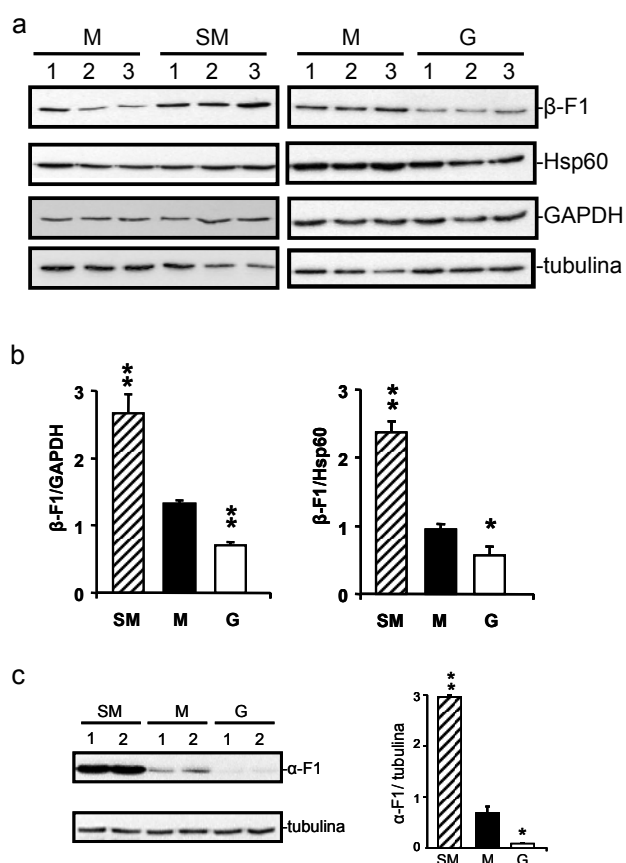 a
M SM M G
1 2 3 1 2 3 1 2 3 1 2 3
-β-F1
-Hsp60
-GAPDH
-tubulina
b
**
3
2
1
0
β-F1/GAPDH
**
SM M G
**
3
2
1
0
β-F1/Hsp60
*
SM M G
c
SM M G
1 2 1 2 1 2
-α-F1
-tubulina
**
3
2
1
0
α-F1/ tubulina
*
SM M G